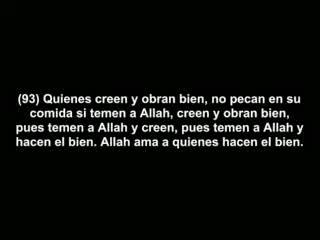 (93) Quienes creen y obran bien, no pecan en su
comida si temen a Allah, creen y obran bien,
pues temen a Allah y creen, pues temen a Allah y
hacen el bien. Allah ama a quienes hacen el bien.